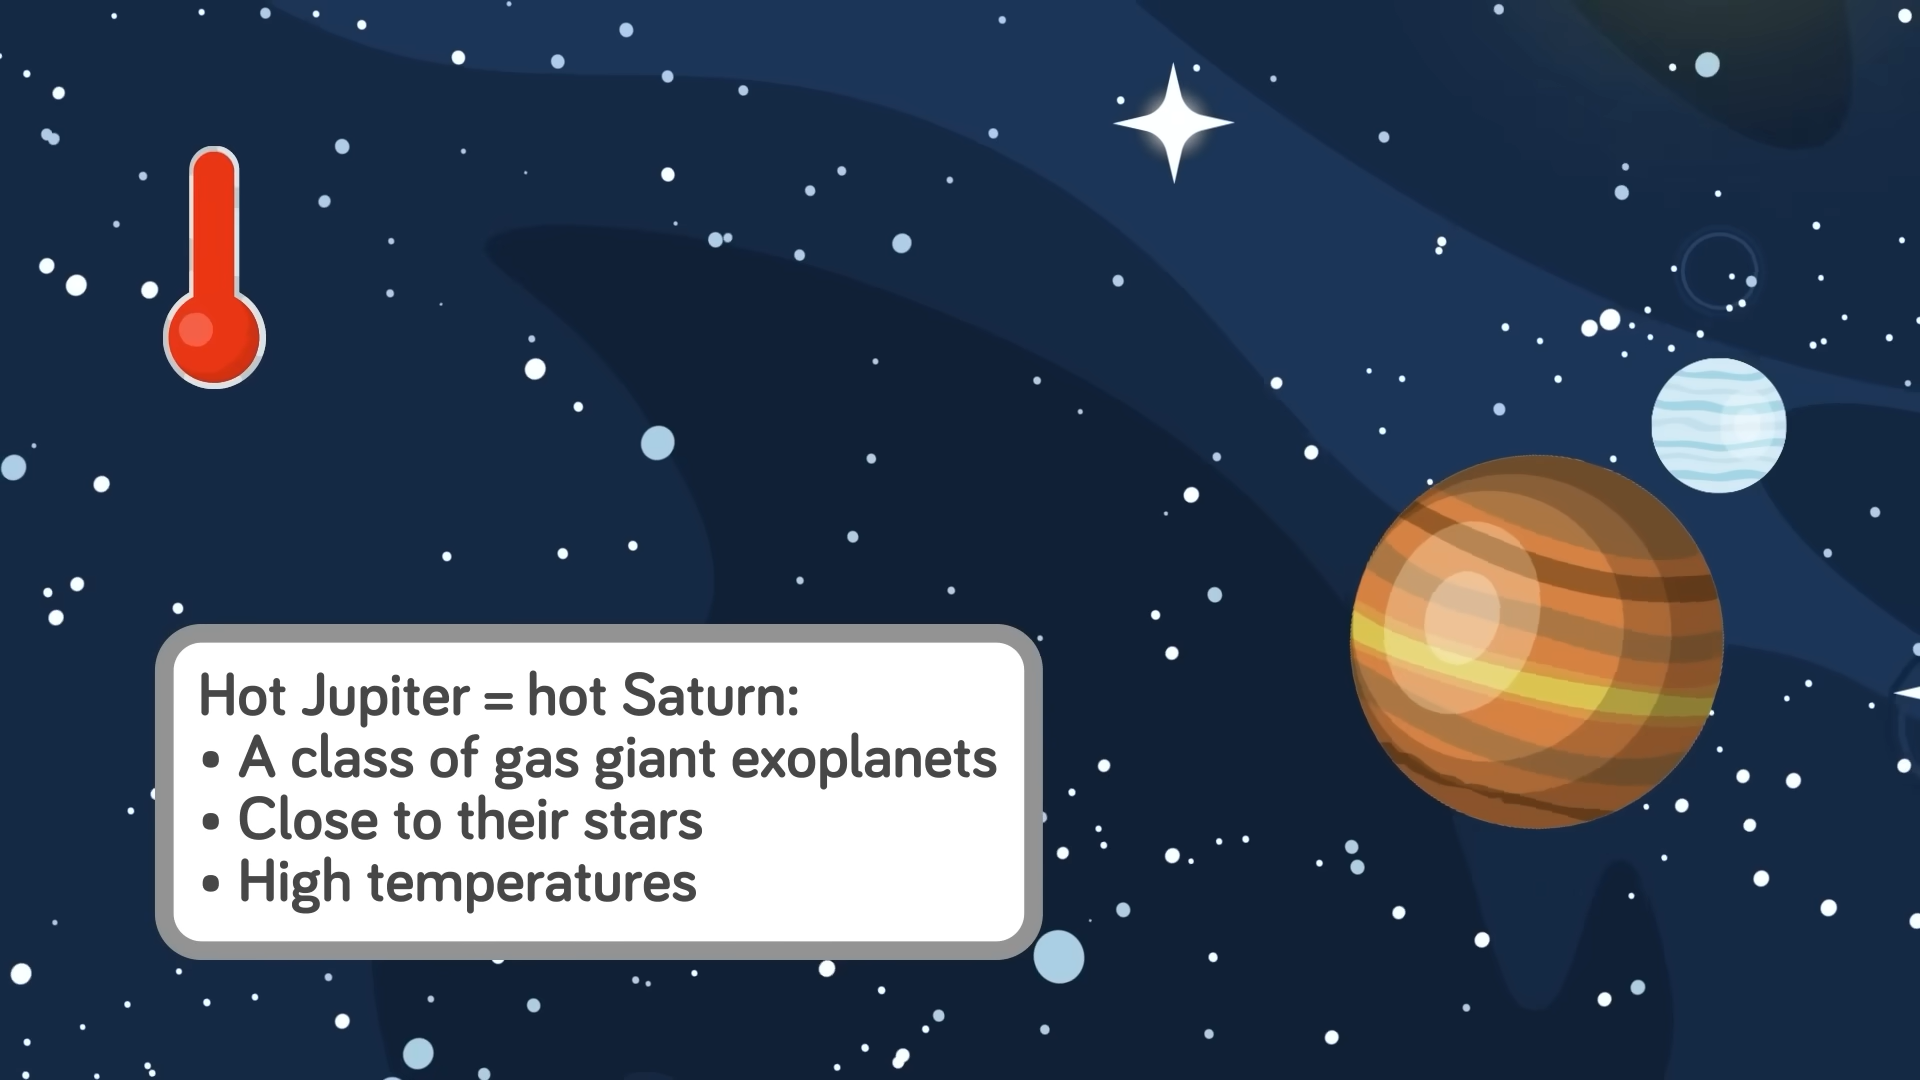 Hot Jupiter = hot Saturn:
• A class of gas giant exoplanets
• Close to their stars
• High temperatures